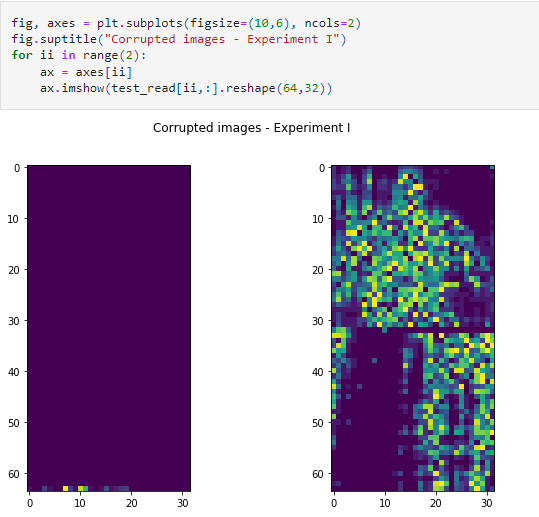 fig, axes = plt.subplots(figsize=(10,6), ncols=2)
fig.suptitle("Corrupted images - Experiment I")
for ii in range(2):
    ax = axes[ii]
    ax.imshow(test_read[ii,:].reshape(64,32))
Corrupted images - Experiment I
0
10
20
30
40
50
60
0 10 20 30
0
10
20
30
40
50
60
0 10 20 30